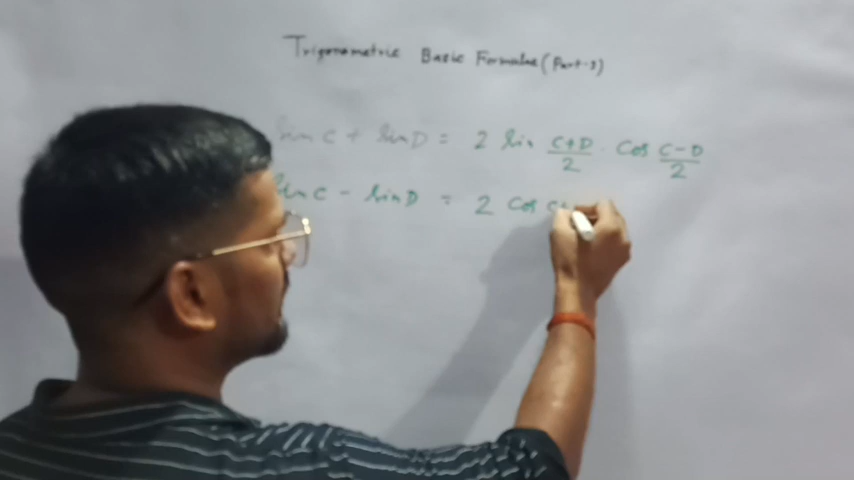 Trigonometric Basic Formulae (Part-3)
Sin C + Sin D = 2 Sin C+D/2 . Cos C-D/2
Sin C - Sin D = 2 Cos C